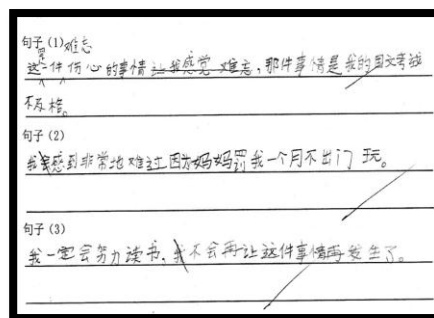 句子 (1) 难忘
这一件伤心的事情让我感觉难忘，那件事情是我的国文考验
不及格。
句子 (2)
我感到非常地难过因为妈妈罚我一个月不出门 玩。
句子 (3)
我一定会努力读书，我不会再让这件事情再发生了。